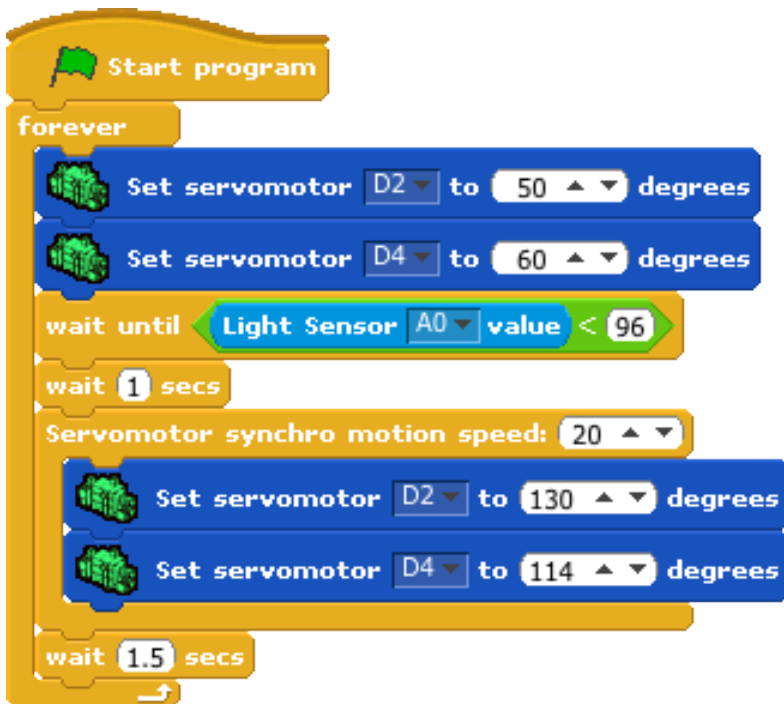 Start program
forever
Set servomotor D2 to 50 degrees
Set servomotor D4 to 60 degrees
wait until Light Sensor A0 value < 96
wait 1 secs
Servomotor synchro motion speed: 20
Set servomotor D2 to 130 degrees
Set servomotor D4 to 114 degrees
wait 1.5 secs